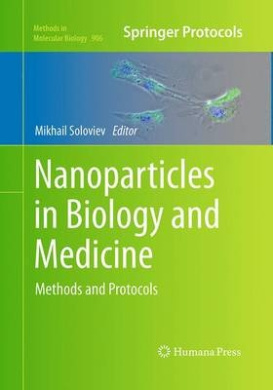 Methods in
Molecular Biology 906
Springer Protocols
Mikhail Soloviev Editor
Nanoparticles
in Biology and
Medicine
Methods and Protocols
Humana Press